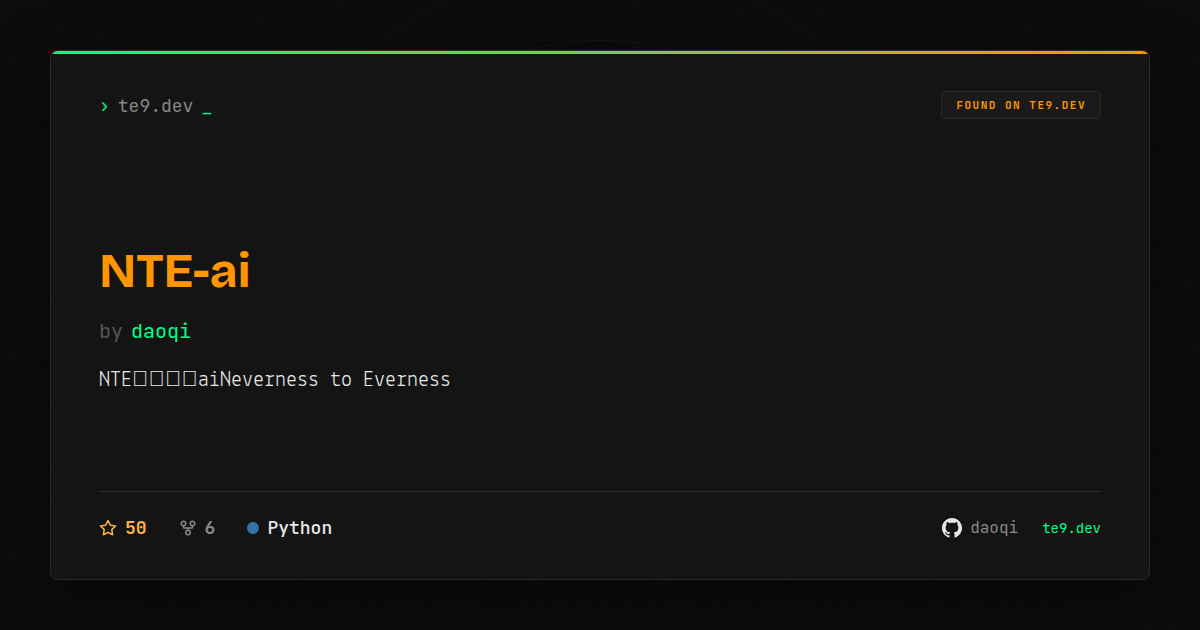 › te9.dev _
FOUND ON TE9.DEV
NTE-ai
by daoqi
NTE□□□□aiNeverness to Everness
50
6
Python
daoqi
te9.dev